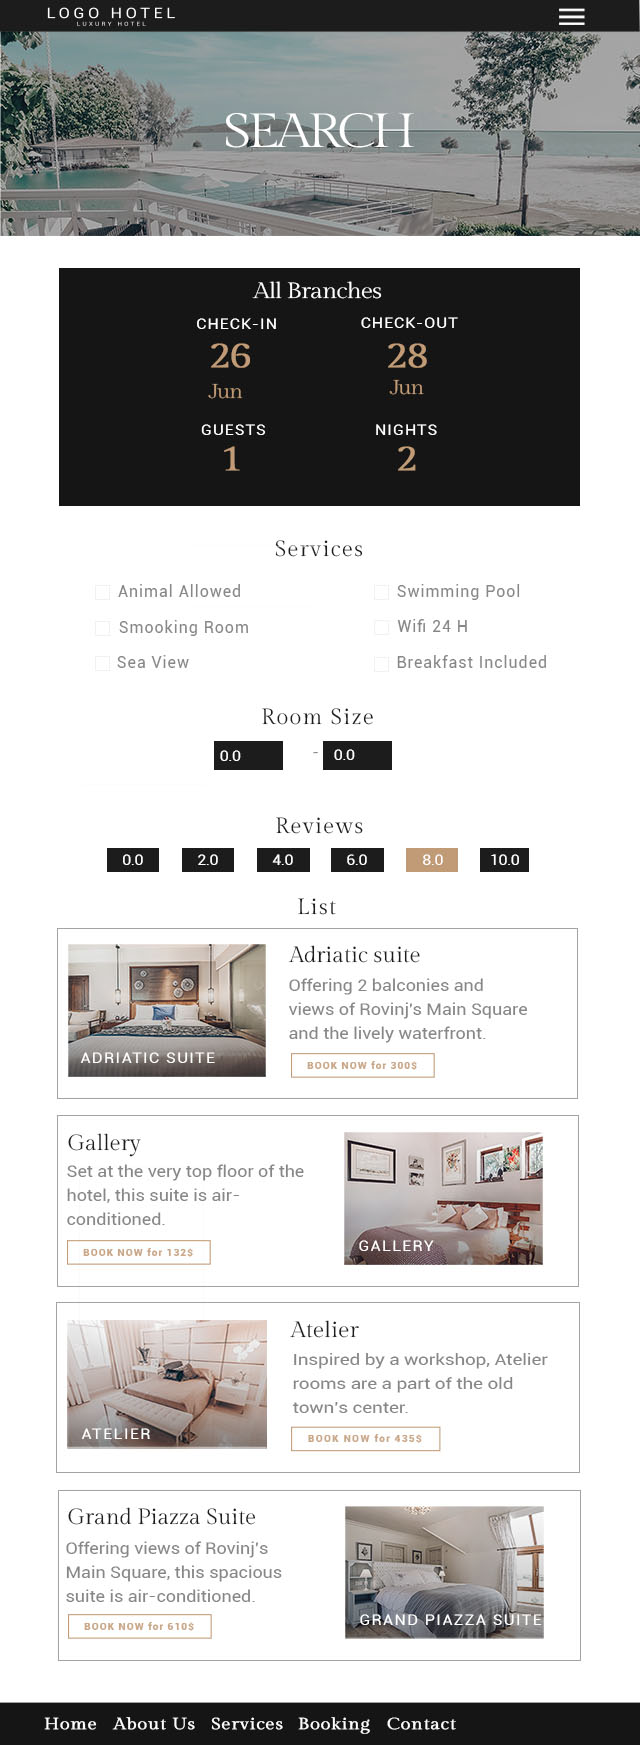 LOGO HOTEL
LUXURY HOTEL
SEARCH
All Branches
CHECK-IN CHECK-OUT
26 28
Jun Jun
GUESTS NIGHTS
1 2
Services
Animal Allowed Swimming Pool
Smooking Room Wifi 24 H
Sea View Breakfast Included
Room Size
0.0 - 0.0
Reviews
0.0 2.0 4.0 6.0 8.0 10.0
List
Adriatic suite
Offering 2 balconies and
views of Rovinj's Main Square
and the lively waterfront.
ADRIATIC SUITE
BOOK NOW for 300$
Gallery
Set at the very top floor of the
hotel, this suite is air-
conditioned.
GALLERY
BOOK NOW for 132$
Atelier
Inspired by a workshop, Atelier
rooms are a part of the old
town's center.
ATELIER
BOOK NOW for 435$
Grand Piazza Suite
Offering views of Rovinj's
Main Square, this spacious
suite is air-conditioned.
GRAND PIAZZA SUITE
BOOK NOW for 610$
Home About Us Services Booking Contact